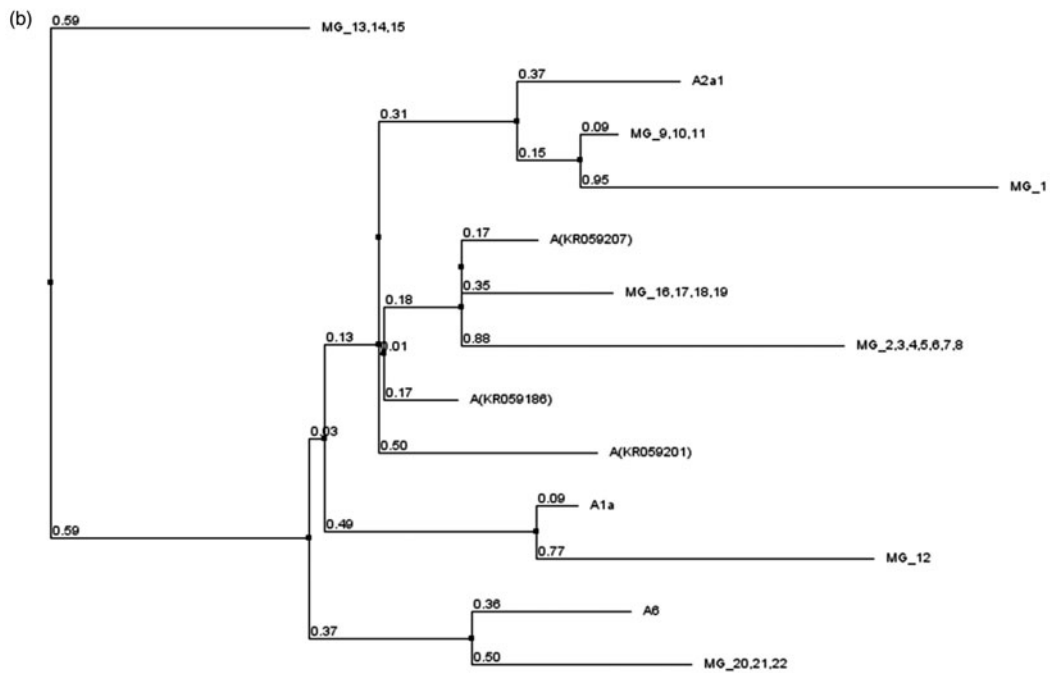 (b)
0.59 MG_13,14,15
0.37 A2a1
0.31
0.09 MG_9,10,11
0.15
0.95 MG_1
0.17 A(KR059207)
0.35 MG_16,17,18,19
0.18
0.88 MG_2,3,4,5,6,7,8
0.13
0.01
0.17 A(KR059186)
0.03
0.50 A(KR059201)
0.09 A1a
0.49
0.59
0.77 MG_12
0.36 A6
0.37
0.50 MG_20,21,22